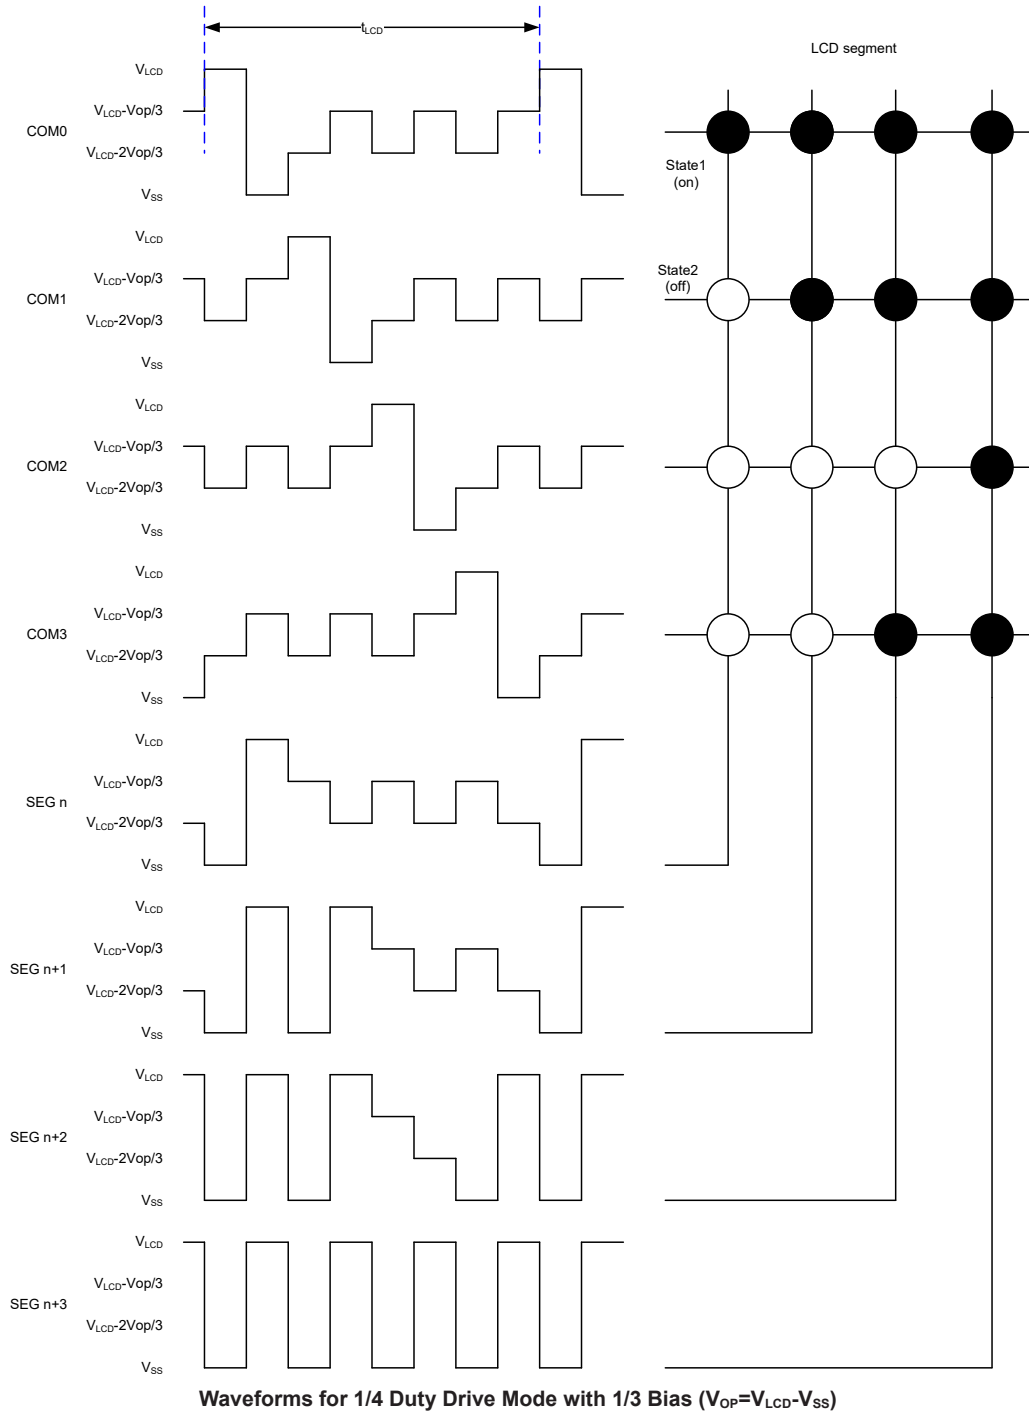 tLCD
LCD segment
VLCD
VLCD-Vop/3
COM0
VLCD-2Vop/3
VSS
State1
(on)
VLCD
VLCD-Vop/3
COM1
VLCD-2Vop/3
VSS
State2
(off)
VLCD
VLCD-Vop/3
COM2
VLCD-2Vop/3
VSS
VLCD
VLCD-Vop/3
COM3
VLCD-2Vop/3
VSS
VLCD
VLCD-Vop/3
SEG n
VLCD-2Vop/3
VSS
VLCD
VLCD-Vop/3
SEG n+1
VLCD-2Vop/3
VSS
VLCD
VLCD-Vop/3
SEG n+2
VLCD-2Vop/3
VSS
VLCD
VLCD-Vop/3
SEG n+3
VLCD-2Vop/3
VSS
Waveforms for 1/4 Duty Drive Mode with 1/3 Bias (VOP=VLCD-VSS)